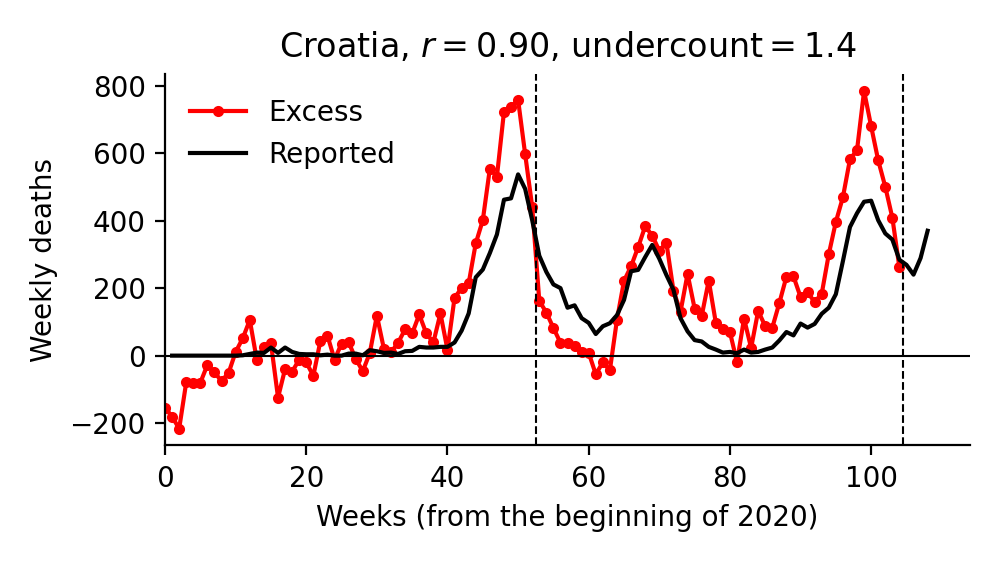 Croatia, r = 0.90, undercount = 1.4
Excess
Reported
Weekly deaths
800
600
400
200
0
−200
0 20 40 60 80 100
Weeks (from the beginning of 2020)